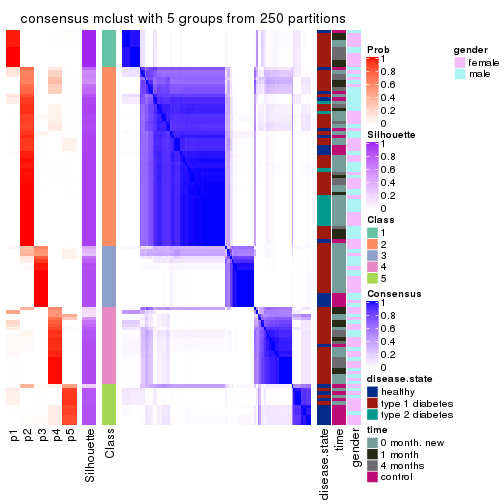 consensus mclust with 5 groups from 250 partitions
p1
p2
p3
p4
p5
Silhouette
Class
disease.state
time
gender
Prob
1
0.8
0.6
0.4
0.2
0
Silhouette
1
0.8
0.6
0.4
0.2
0
Class
1
2
3
4
5
Consensus
1
0.8
0.6
0.4
0.2
0
disease.state
healthy
type 1 diabetes
type 2 diabetes
time
0 month. new
1 month
4 months
control
gender
female
male